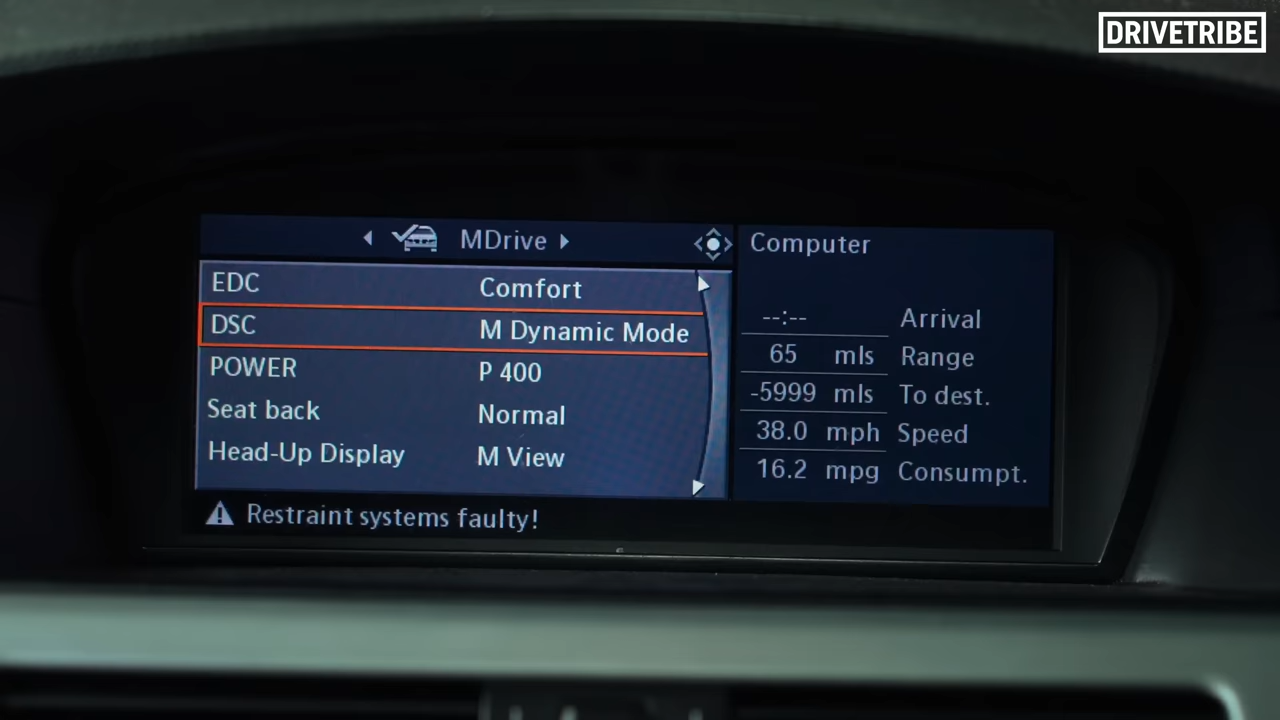 DRIVETRIBE
MDrive
EDC Comfort
DSC M Dynamic Mode
POWER P 400
Seat back Normal
Head-Up Display M View
Restraint systems faulty!
Computer
--:-- Arrival
65 mls Range
-5999 mls To dest.
38.0 mph Speed
16.2 mpg Consumpt.